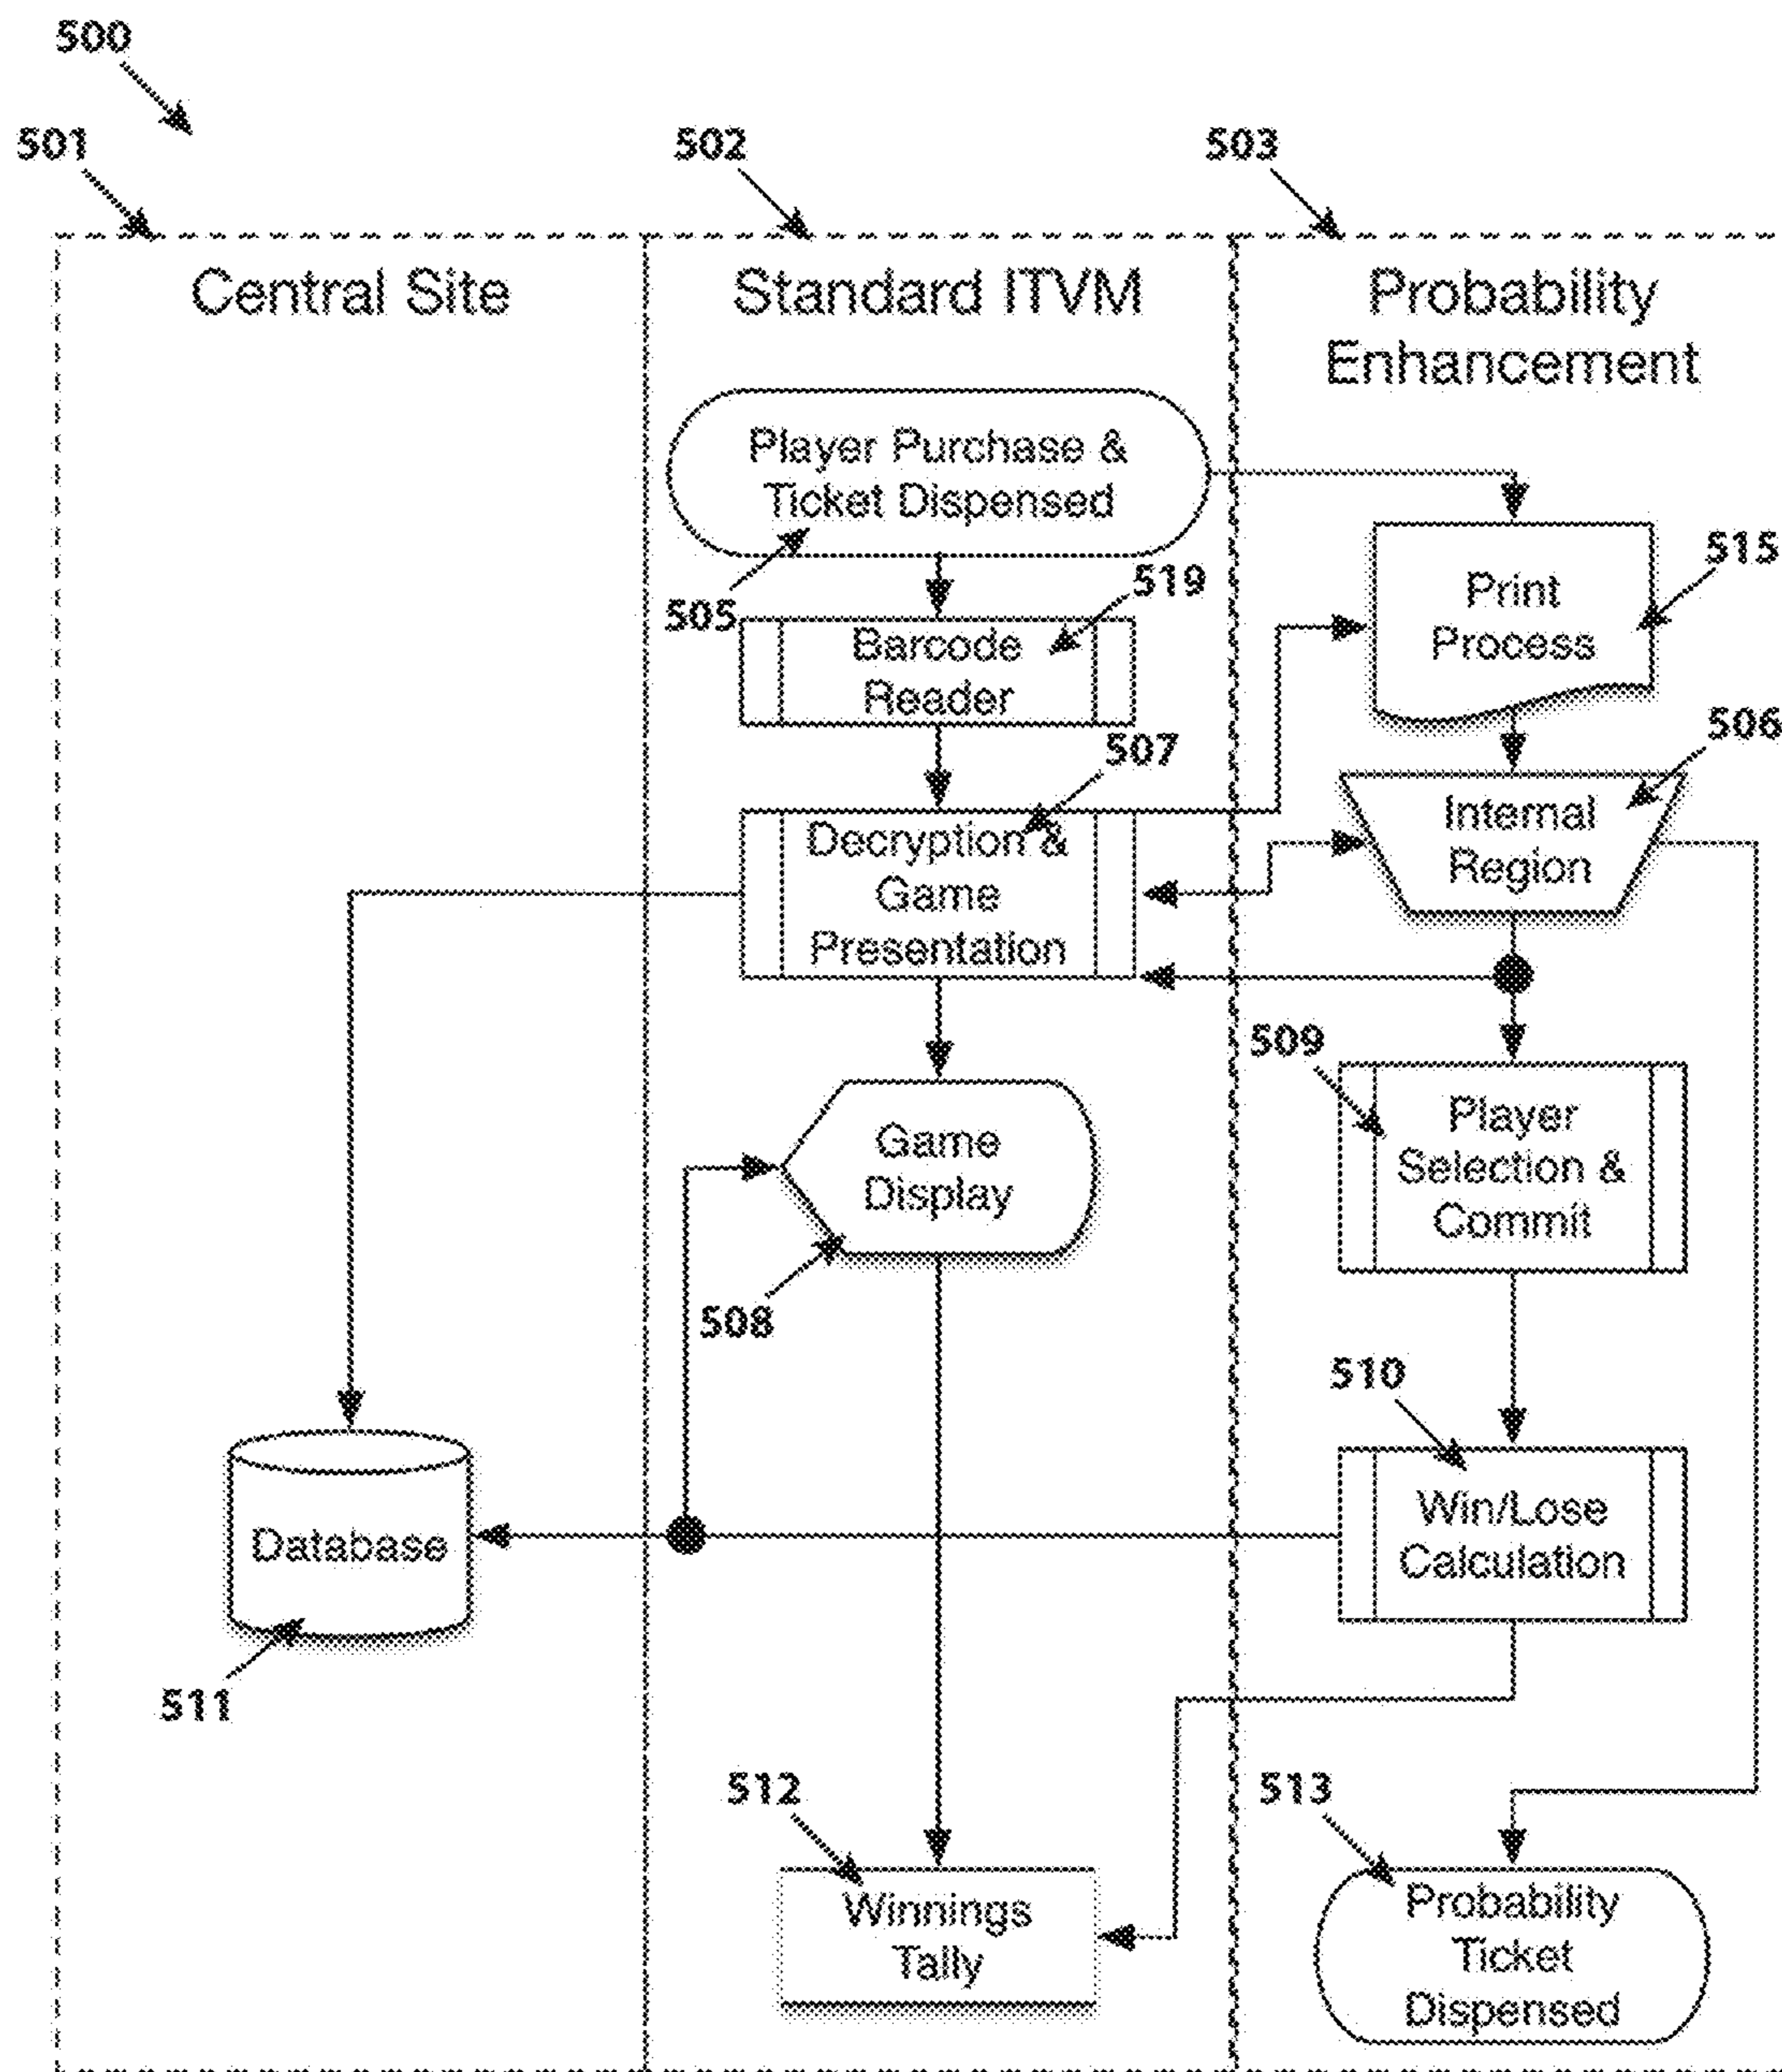 500
501
502
503
Central Site
Standard ITVM
Probability
Enhancement
Player Purchase &
Ticket Dispensed
505
519
Barcode
Reader
515
Print
Process
507
Decryption &
Game
Presentation
506
Internal
Region
509
Player
Selection &
Commit
Game
Display
508
510
Win/Lose
Calculation
Database
511
512
Winnings
Tally
513
Probability
Ticket
Dispensed